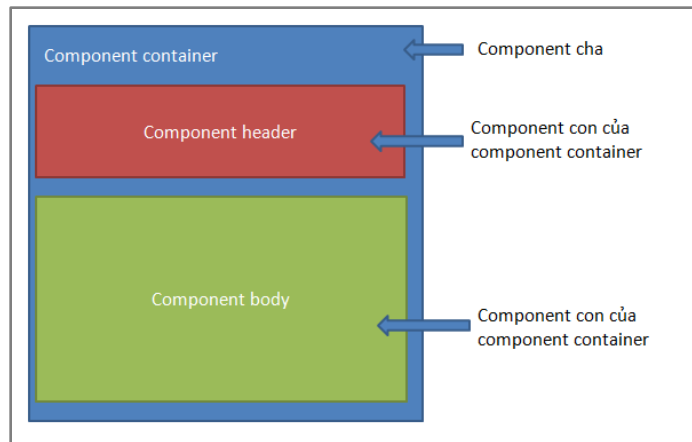 Component container
Component cha
Component header
Component con của
component container
Component body
Component con của
component container